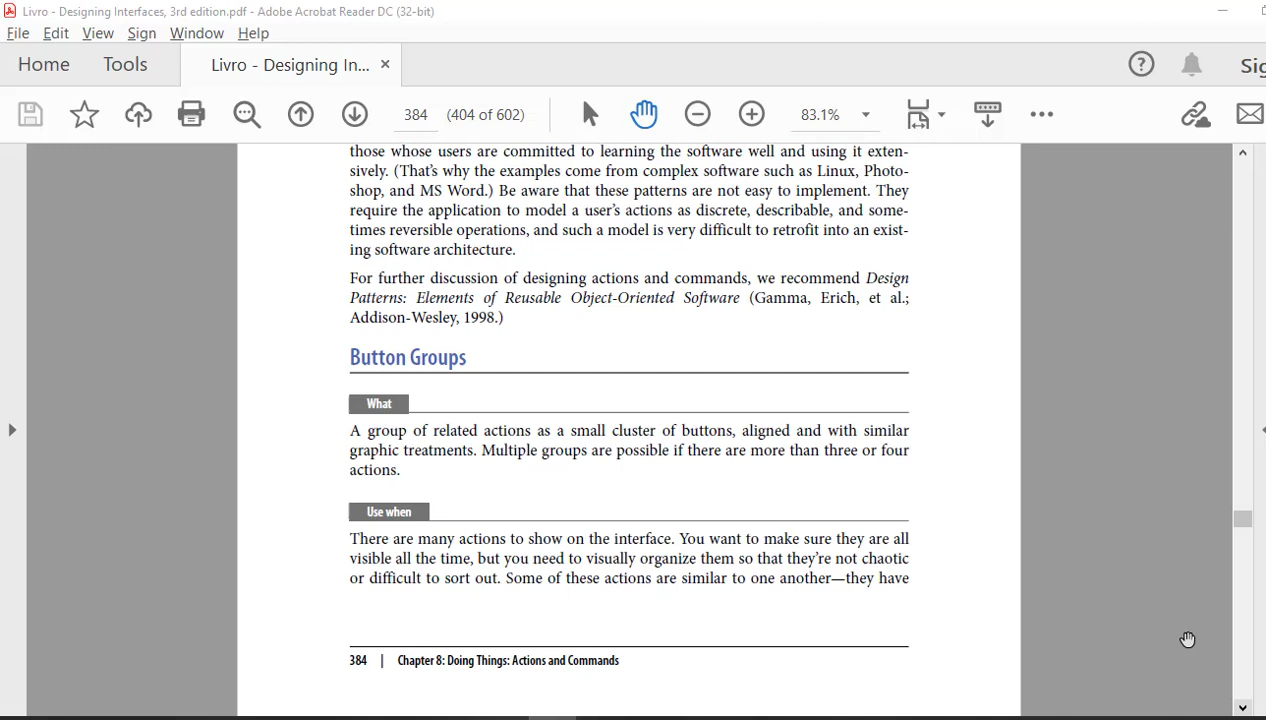 Livro - Designing Interfaces, 3rd edition.pdf - Adobe Acrobat Reader DC (32-bit)
File Edit View Sign Window Help
Home Tools Livro - Designing In... × ?
384 (404 of 602) 83.1%
those whose users are committed to learning the software well and using it exten-
sively. (That's why the examples come from complex software such as Linux, Photo-
shop, and MS Word.) Be aware that these patterns are not easy to implement. They
require the application to model a user's actions as discrete, describable, and some-
times reversible operations, and such a model is very difficult to retrofit into an exist-
ing software architecture.
For further discussion of designing actions and commands, we recommend Design
Patterns: Elements of Reusable Object-Oriented Software (Gamma, Erich, et al.;
Addison-Wesley, 1998.)
Button Groups
What
A group of related actions as a small cluster of buttons, aligned and with similar
graphic treatments. Multiple groups are possible if there are more than three or four
actions.
Use when
There are many actions to show on the interface. You want to make sure they are all
visible all the time, but you need to visually organize them so that they're not chaotic
or difficult to sort out. Some of these actions are similar to one another—they have
384 | Chapter 8: Doing Things: Actions and Commands